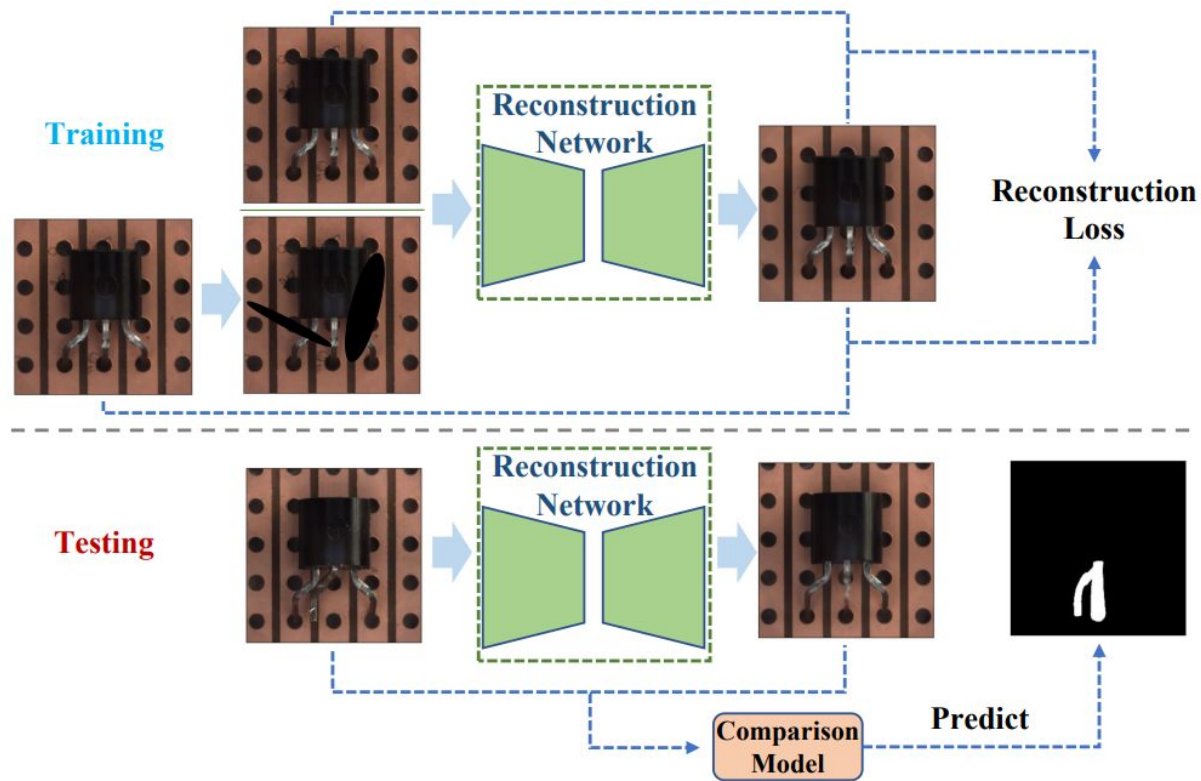 Training
Reconstruction
Network
Reconstruction
Loss
Testing
Reconstruction
Network
Comparison
Model
Predict